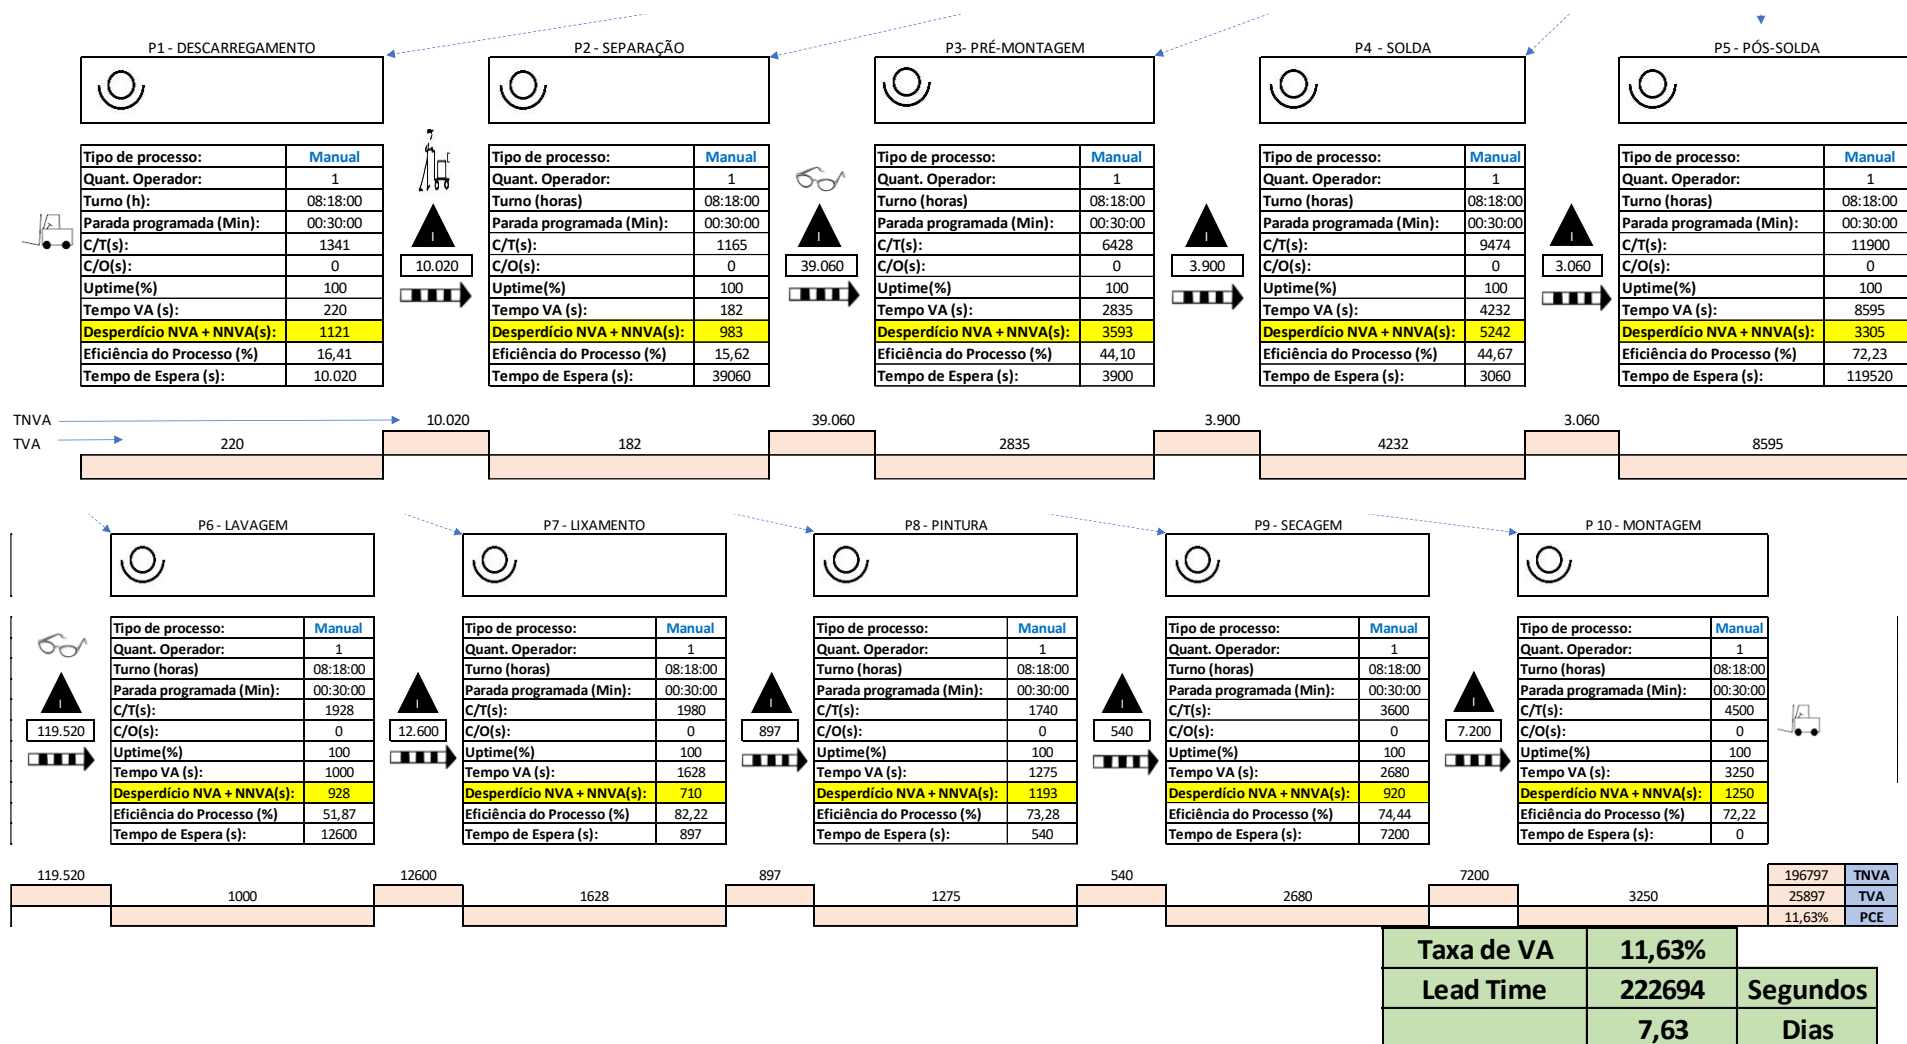 P1 - DESCARREGAMENTO P2 - SEPARAÇÃO P3- PRÉ-MONTAGEM P4 - SOLDA P5 - PÓS-SOLDA
Tipo de processo: Manual Tipo de processo: Manual Tipo de processo: Manual Tipo de processo: Manual Tipo de processo: Manual
Quant. Operador: 1 Quant. Operador: 1 Quant. Operador: 1 Quant. Operador: 1 Quant. Operador: 1
Turno (h): 08:18:00 Turno (horas) 08:18:00 Turno (horas) 08:18:00 Turno (horas) 08:18:00 Turno (horas) 08:18:00
Parada programada (Min): 00:30:00 Parada programada (Min): 00:30:00 Parada programada (Min): 00:30:00 Parada programada (Min): 00:30:00 Parada programada (Min): 00:30:00
C/T(s): 1341 I C/T(s): 1165 I C/T(s): 6428 I C/T(s): 9474 I C/T(s): 11900
C/O(s): 0 10.020 C/O(s): 0 39.060 C/O(s): 0 3.900 C/O(s): 0 3.060 C/O(s): 0
Uptime(%) 100 Uptime(%) 100 Uptime(%) 100 Uptime(%) 100 Uptime(%) 100
Tempo VA (s): 220 Tempo VA (s): 182 Tempo VA (s): 2835 Tempo VA (s): 4232 Tempo VA (s): 8595
Desperdício NVA + NNVA(s): 1121 Desperdício NVA + NNVA(s): 983 Desperdício NVA + NNVA(s): 3593 Desperdício NVA + NNVA(s): 5242 Desperdício NVA + NNVA(s): 3305
Eficiência do Processo (%) 16,41 Eficiência do Processo (%) 15,62 Eficiência do Processo (%) 44,10 Eficiência do Processo (%) 44,67 Eficiência do Processo (%) 72,23
Tempo de Espera (s): 10.020 Tempo de Espera (s): 39060 Tempo de Espera (s): 3900 Tempo de Espera (s): 3060 Tempo de Espera (s): 119520
TNVA 10.020 39.060 3.900 3.060
TVA 220 182 2835 4232 8595
P6 - LAVAGEM P7 - LIXAMENTO P8 - PINTURA P9 - SECAGEM P 10 - MONTAGEM
Tipo de processo: Manual Tipo de processo: Manual Tipo de processo: Manual Tipo de processo: Manual Tipo de processo: Manual
Quant. Operador: 1 Quant. Operador: 1 Quant. Operador: 1 Quant. Operador: 1 Quant. Operador: 1
Turno (horas) 08:18:00 Turno (horas) 08:18:00 Turno (horas) 08:18:00 Turno (horas) 08:18:00 Turno (horas) 08:18:00
Parada programada (Min): 00:30:00 Parada programada (Min): 00:30:00 Parada programada (Min): 00:30:00 Parada programada (Min): 00:30:00 Parada programada (Min): 00:30:00
I C/T(s): 1928 I C/T(s): 1980 I C/T(s): 1740 I C/T(s): 3600 I C/T(s): 4500
119.520 C/O(s): 0 12.600 C/O(s): 0 897 C/O(s): 0 540 C/O(s): 0 7.200 C/O(s): 0
Uptime(%) 100 Uptime(%) 100 Uptime(%) 100 Uptime(%) 100 Uptime(%) 100
Tempo VA (s): 1000 Tempo VA (s): 1628 Tempo VA (s): 1275 Tempo VA (s): 2680 Tempo VA (s): 3250
Desperdício NVA + NNVA(s): 928 Desperdício NVA + NNVA(s): 710 Desperdício NVA + NNVA(s): 1193 Desperdício NVA + NNVA(s): 920 Desperdício NVA + NNVA(s): 1250
Eficiência do Processo (%) 51,87 Eficiência do Processo (%) 82,22 Eficiência do Processo (%) 73,28 Eficiência do Processo (%) 74,44 Eficiência do Processo (%) 72,22
Tempo de Espera (s): 12600 Tempo de Espera (s): 897 Tempo de Espera (s): 540 Tempo de Espera (s): 7200 Tempo de Espera (s): 0
119.520 12600 897 540 7200 196797 TNVA
1000 1628 1275 2680 3250 25897 TVA
11,63% PCE
Taxa de VA 11,63%
Lead Time 222694 Segundos
7,63 Dias